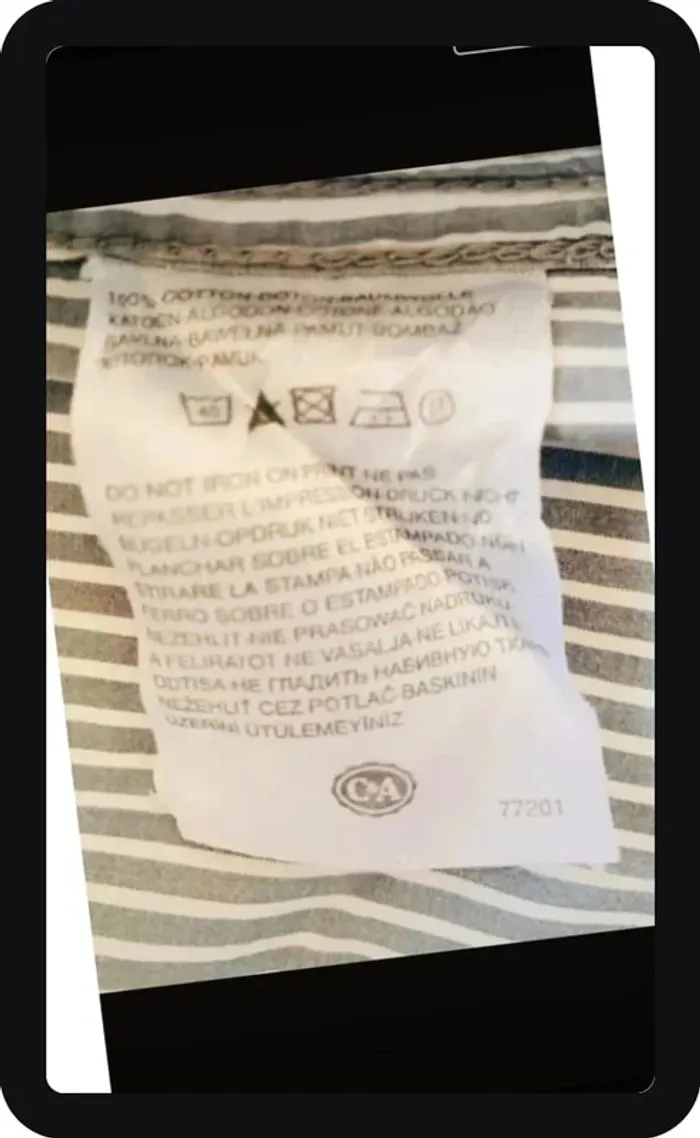 100% COTTON-COTON-BAUMWOLLE
KATOEN-ALGODON-COTONE-ALGODÃO
BAVLNA-BAWEŁNA-PAMUT-BOMBAŽ
ХЛОПОК-PAMUK
40
DO NOT IRON ON PRINT NE PAS
REPASSER L'IMPRESSION DRUCK NICHT
BÜGELN-OPDRUK NIET STRIJKEN-NO
PLANCHAR SOBRE EL ESTAMPADO-NON
STIRARE LA STAMPA-NÃO PASSAR A
FERRO SOBRE O ESTAMPADO POTISK
NEŽEHLIT-NIE PRASOWAĆ NADRUKU
A FELIRATOT NE VASALJA-NE LIKAJTE
ODTISA-НЕ ГЛАДИТЬ НАБИВНУЮ
NEŽEHLIŤ CEZ POTLAČ-BASKININ
ÜZERİNİ ÜTÜLEMEYİNİZ
C&A
77201